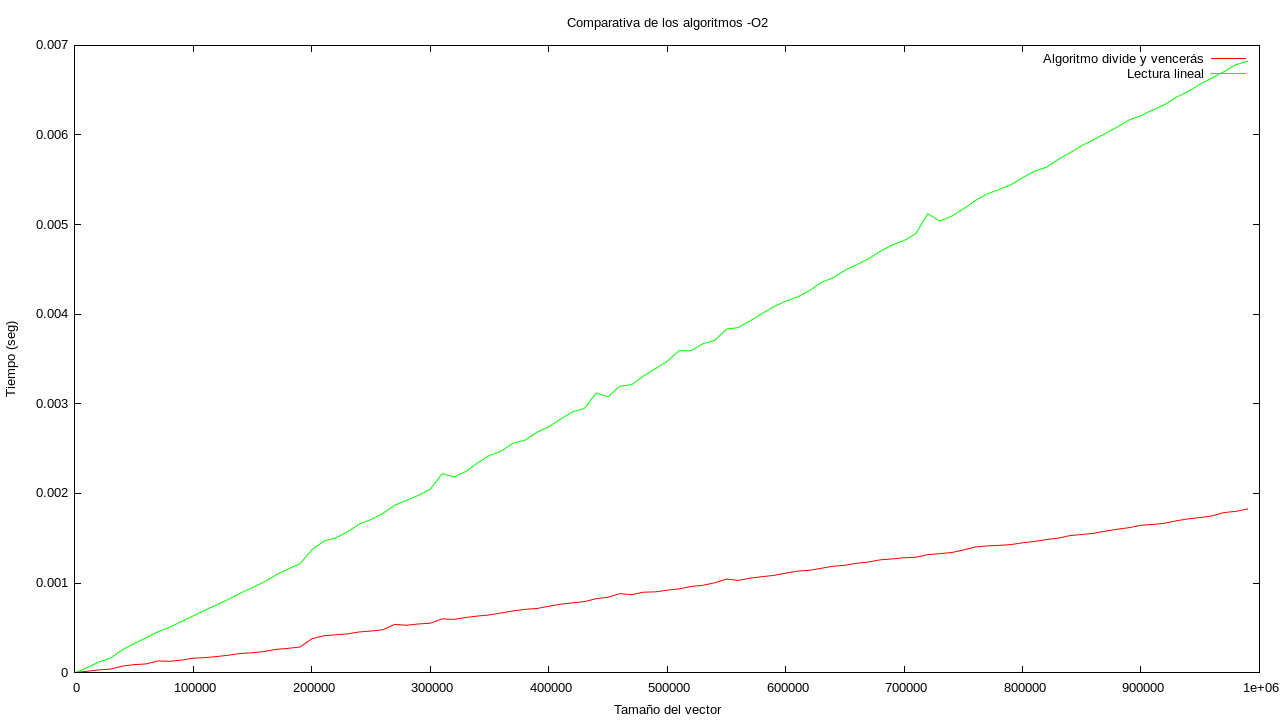 Comparativa de los algoritmos -O2
0.007
0.006
0.005
0.004
0.003
0.002
0.001
0
Algoritmo divide y vencerás
Lectura lineal
Tiempo (seg)
0 100000 200000 300000 400000 500000 600000 700000 800000 900000 1e+06
Tamaño del vector